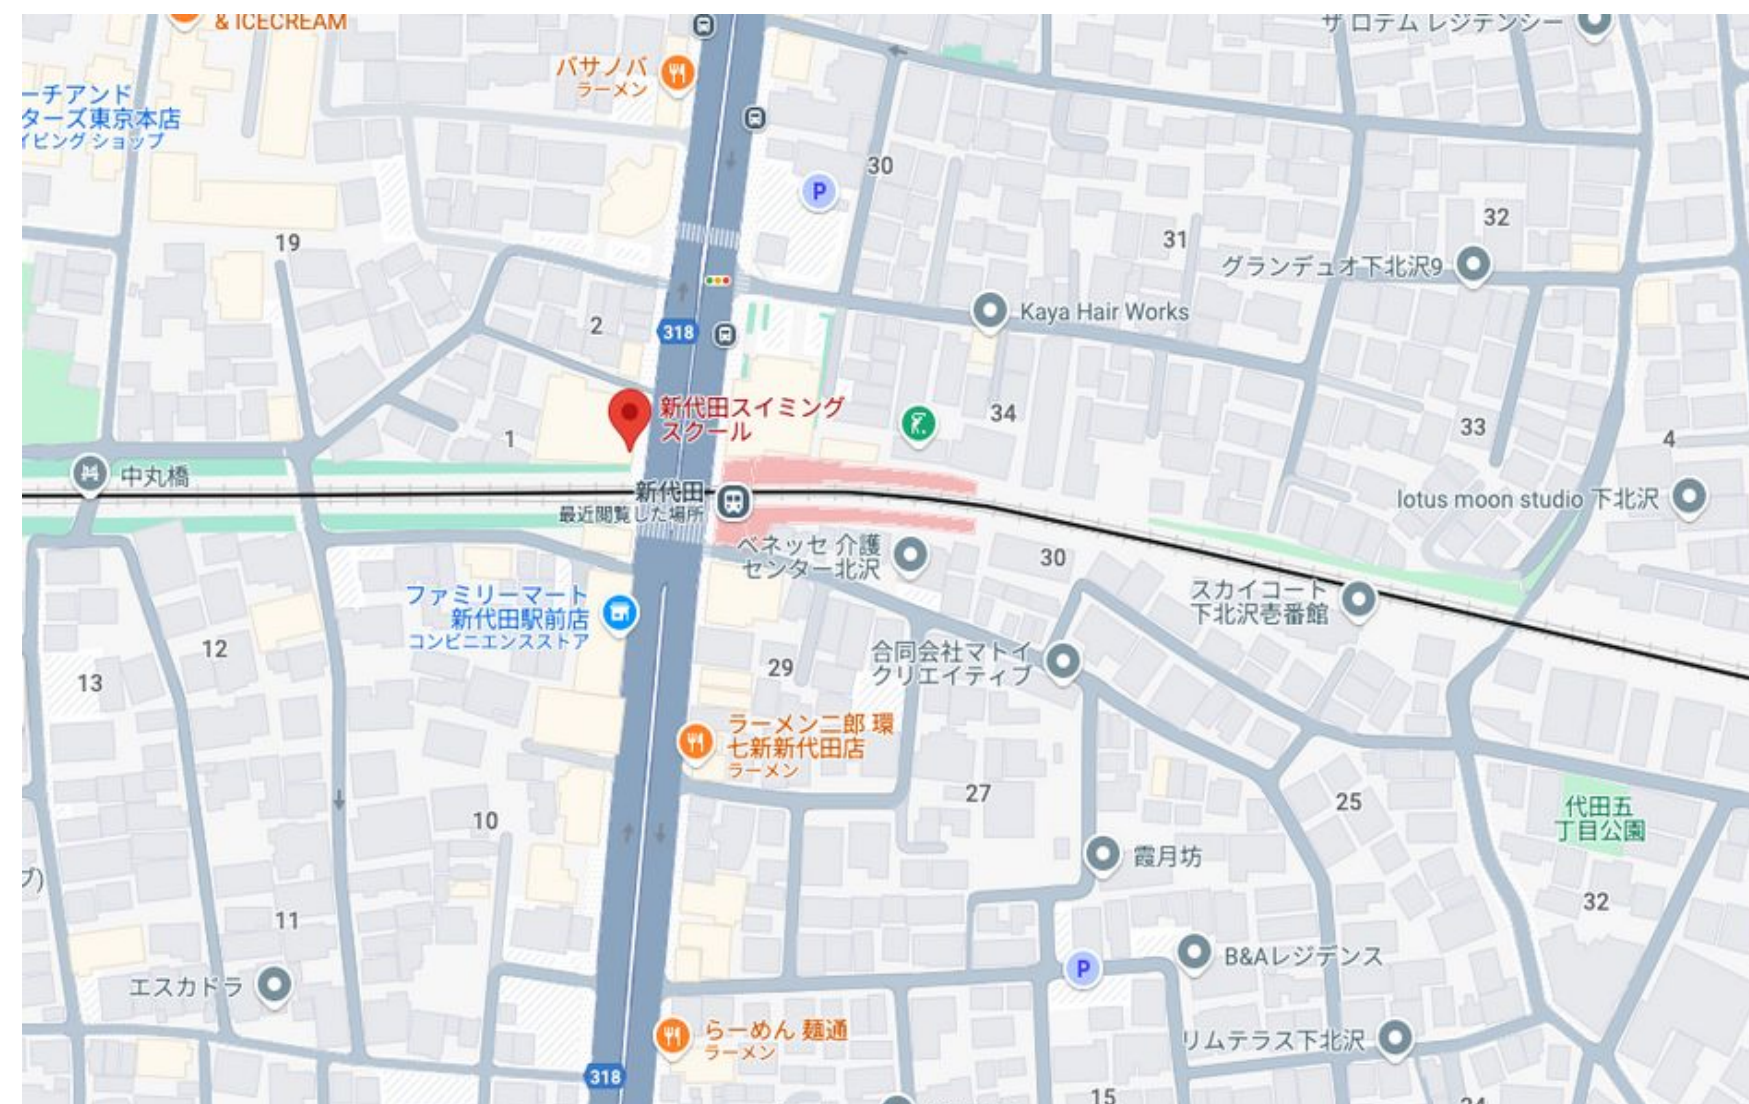 & ICECREAM
ザ ロデム レジデンシー
バサノバ
ラーメン
ーチアンド
ターズ東京本店
イビング ショップ
30
P
19
31
32
グランデュオ下北沢9
Kaya Hair Works
2
318
新代田スイミング
スクール
34
33
4
1
中丸橋
新代田
最近閲覧した場所
lotus moon studio 下北沢
ベネッセ 介護
センター北沢
30
スカイコート
下北沢壱番館
ファミリーマート
新代田駅前店
コンビニエンスストア
12
13
29
合同会社マトイ
クリエイティブ
ラーメン二郎 環
七新新代田店
ラーメン
27
25
代田五
丁目公園
10
霞月坊
11
32
エスカドラ
P
B&Aレジデンス
らーめん 麺通
ラーメン
リムテラス下北沢
318
15